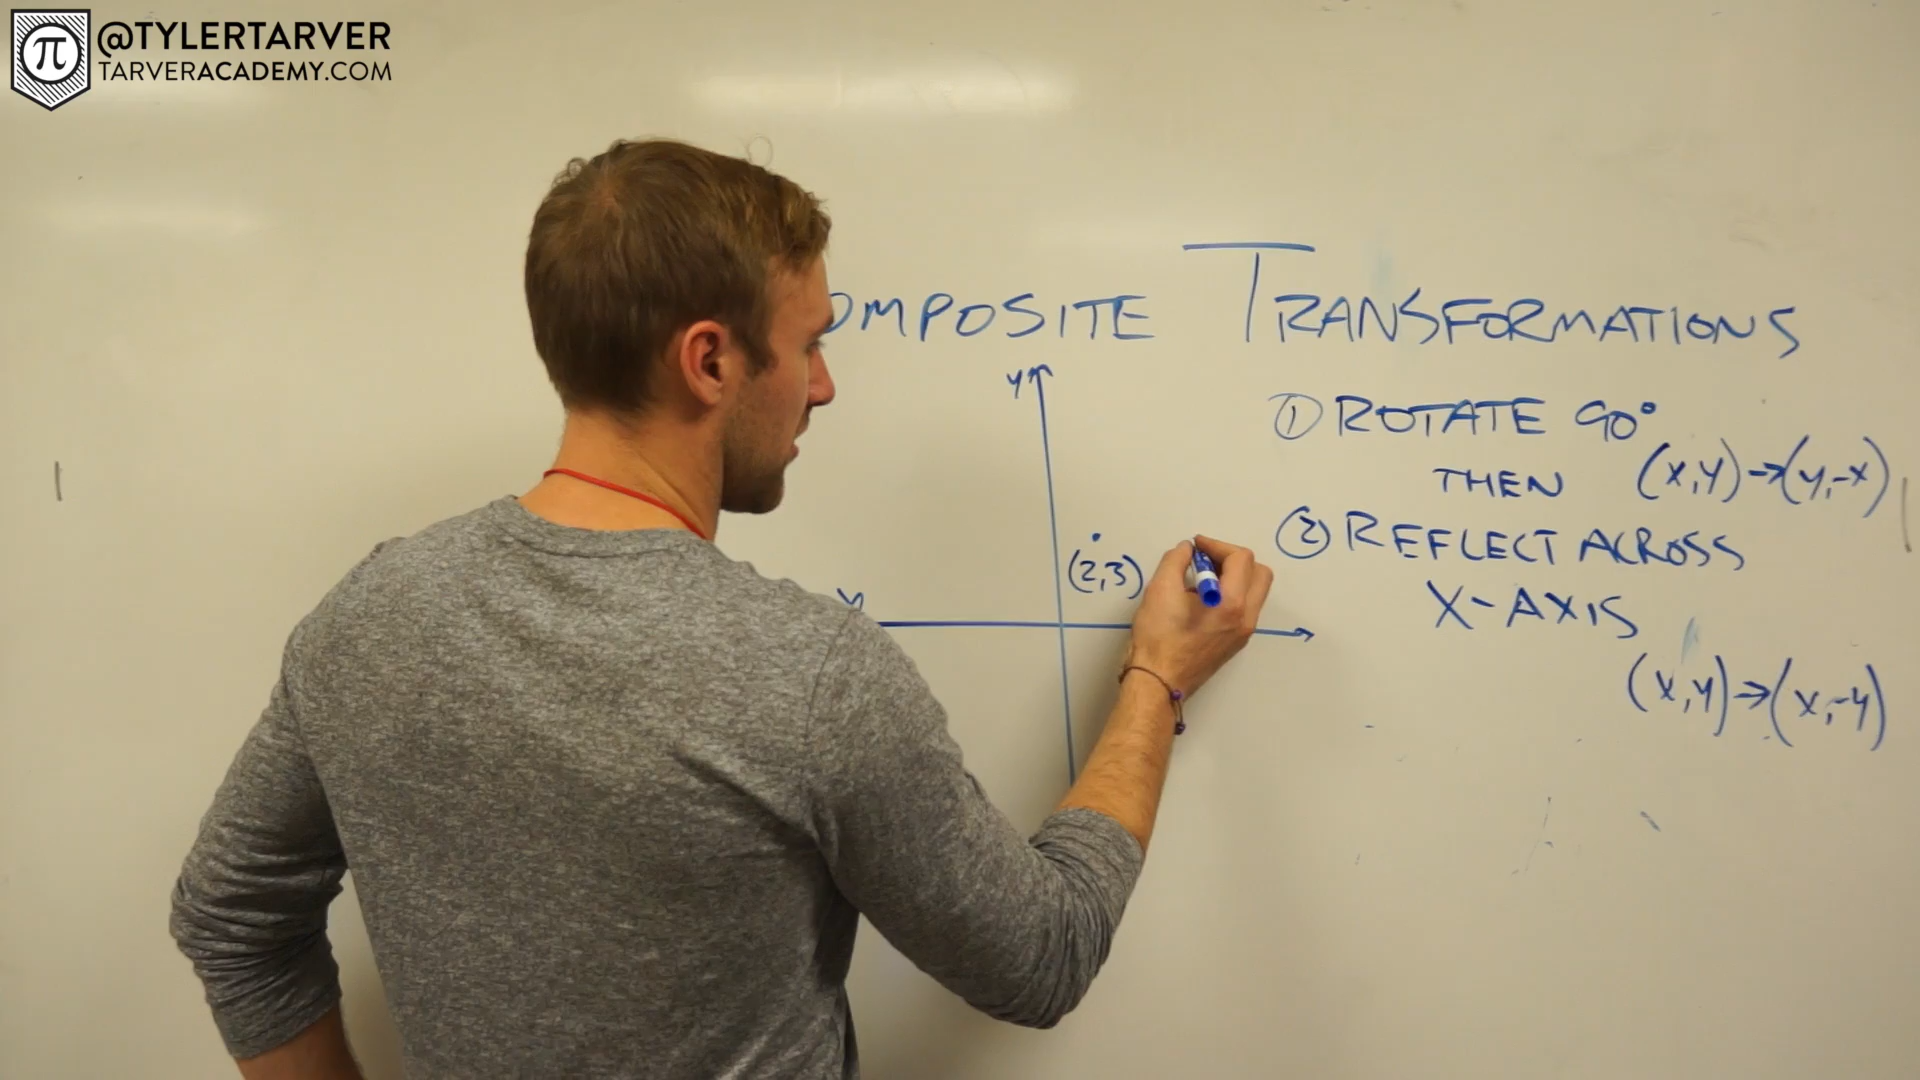 @TYLERTARVER
TARVERACADEMY.COM
π
OMPOSITE TRANSFORMATIONS
y
① ROTATE 90°
THEN (x,y)→(y,-x)
② REFLECT ACROSS
X-AXIS
(2,3)
(x,y)→(x,-y)